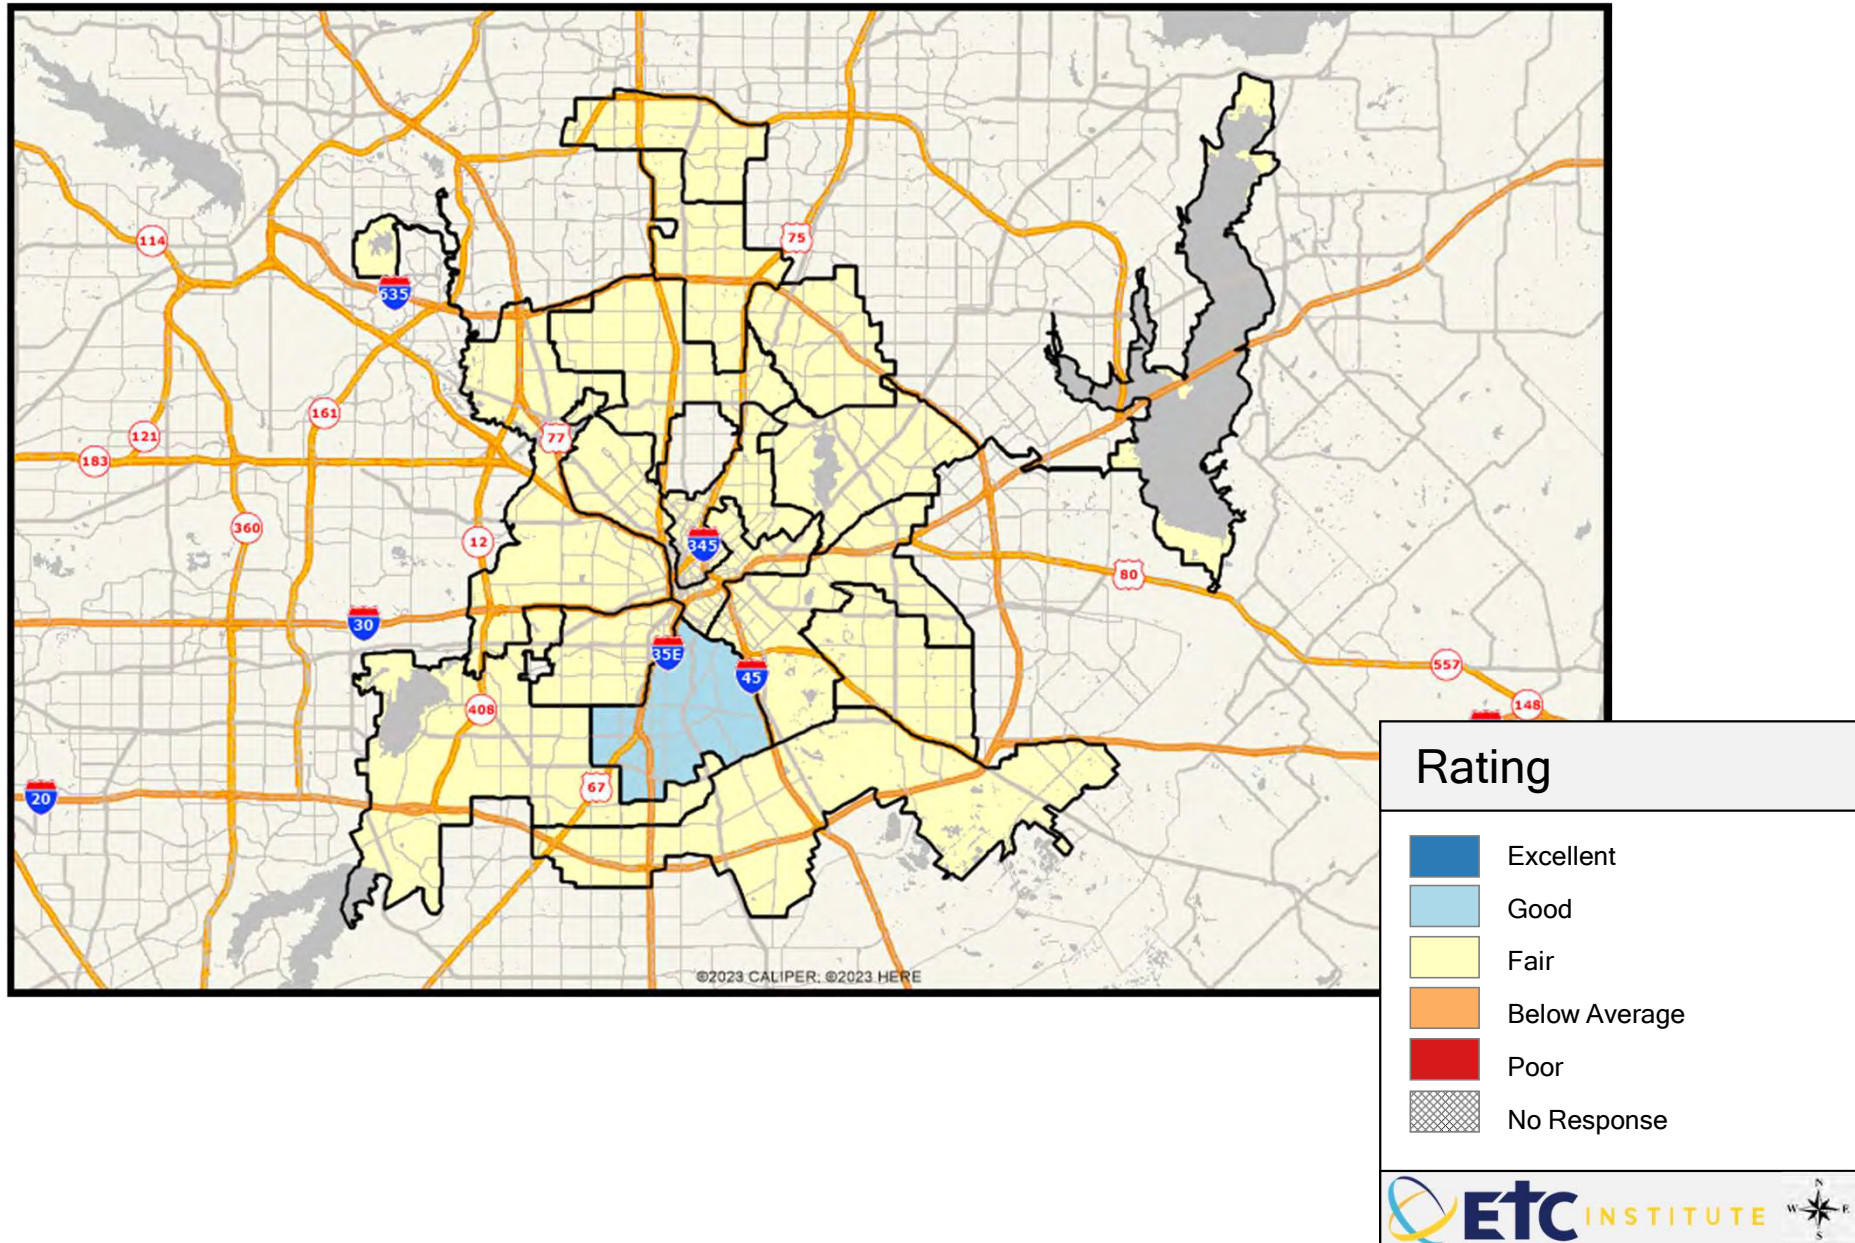 114
75
635
161
121
77
183
360
12
345
80
30
35E
45
557
408
148
67
20
©2023 CALIPER; ©2023 HERE
Rating
Excellent
Good
Fair
Below Average
Poor
No Response
ETC INSTITUTE
N
W E
S